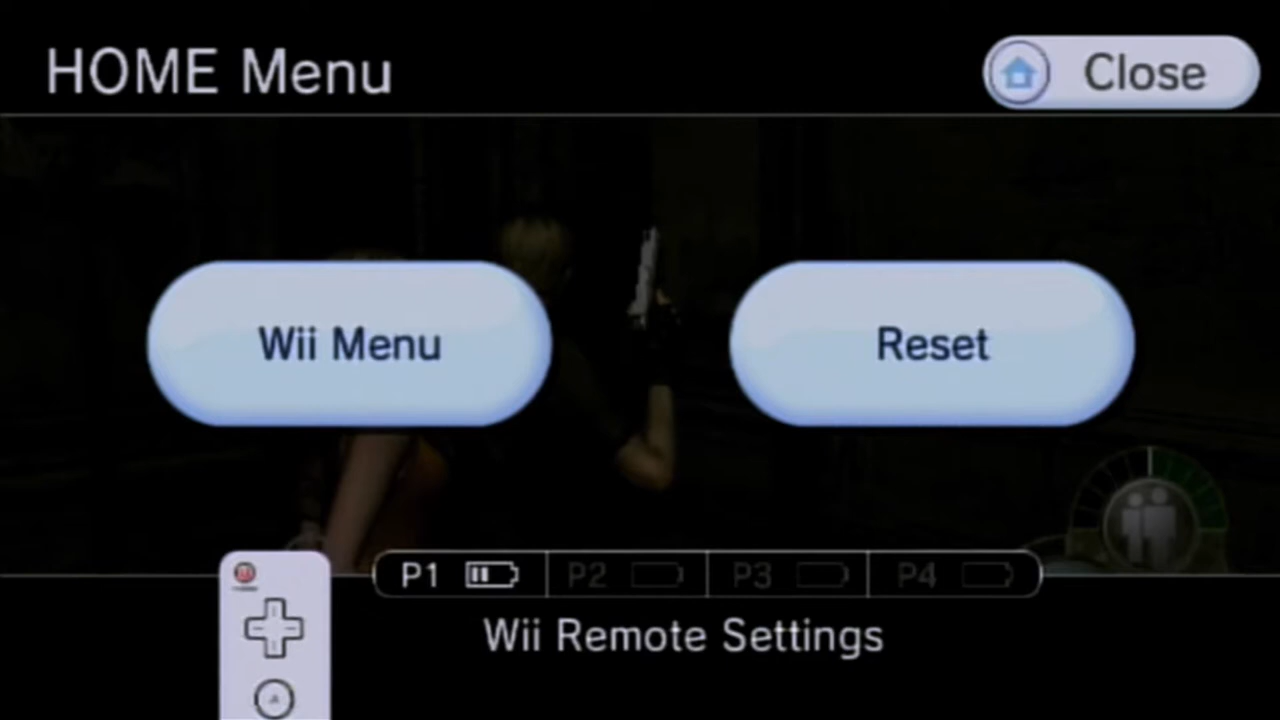 HOME Menu
Close
Wii Menu
Reset
P1
P2
P3
P4
Wii Remote Settings